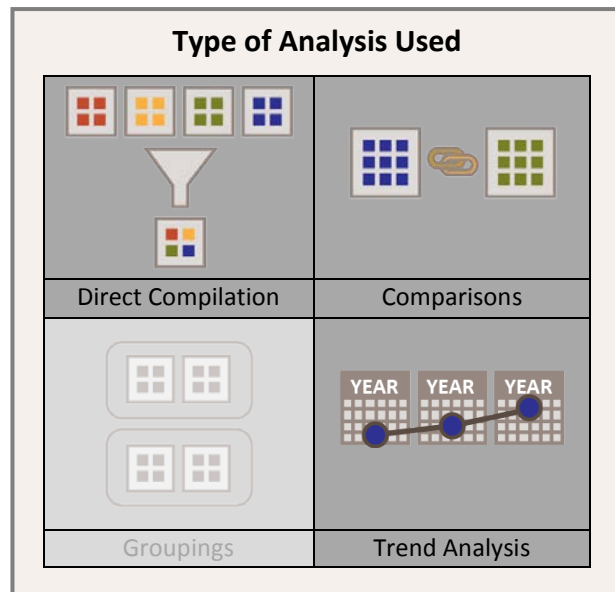 Type of Analysis Used
Direct Compilation
Comparisons
YEAR YEAR YEAR
Groupings
Trend Analysis